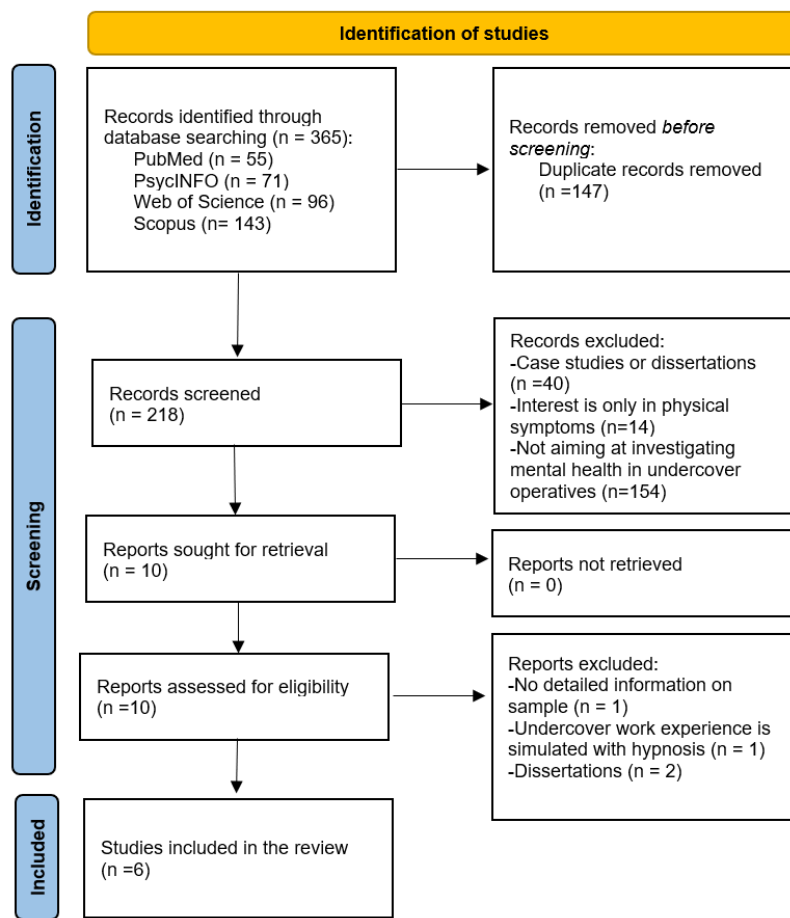 Identification of studies
Identification
Records identified through
database searching (n = 365):
PubMed (n = 55)
PsycINFO (n = 71)
Web of Science (n = 96)
Scopus (n= 143)
Records removed before
screening:
Duplicate records removed
(n =147)
Screening
Records screened
(n = 218)
Records excluded:
-Case studies or dissertations
(n =40)
-Interest is only in physical
symptoms (n=14)
-Not aiming at investigating
mental health in undercover
operatives (n=154)
Reports sought for retrieval
(n = 10)
Reports not retrieved
(n = 0)
Reports assessed for eligibility
(n =10)
Reports excluded:
-No detailed information on
sample (n = 1)
-Undercover work experience is
simulated with hypnosis (n = 1)
-Dissertations (n = 2)
Included
Studies included in the review
(n =6)